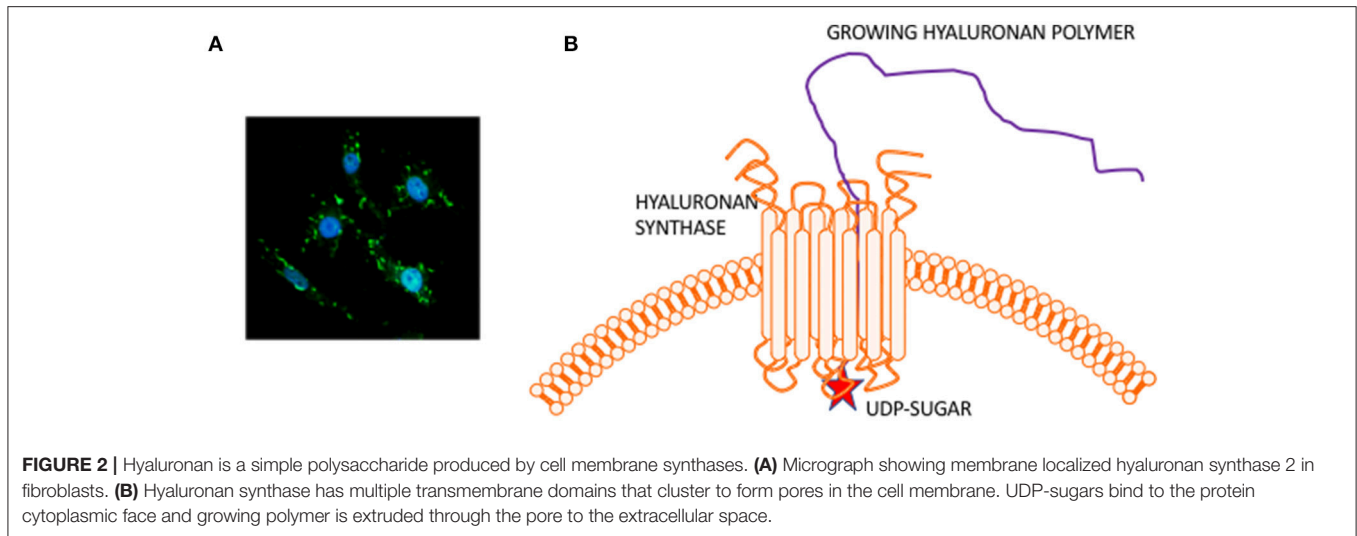 A
B
GROWING HYALURONAN POLYMER
HYALURONAN
SYNTHASE
UDP-SUGAR
FIGURE 2 | Hyaluronan is a simple polysaccharide produced by cell membrane synthases. (A) Micrograph showing membrane localized hyaluronan synthase 2 in
fibroblasts. (B) Hyaluronan synthase has multiple transmembrane domains that cluster to form pores in the cell membrane. UDP-sugars bind to the protein
cytoplasmic face and growing polymer is extruded through the pore to the extracellular space.